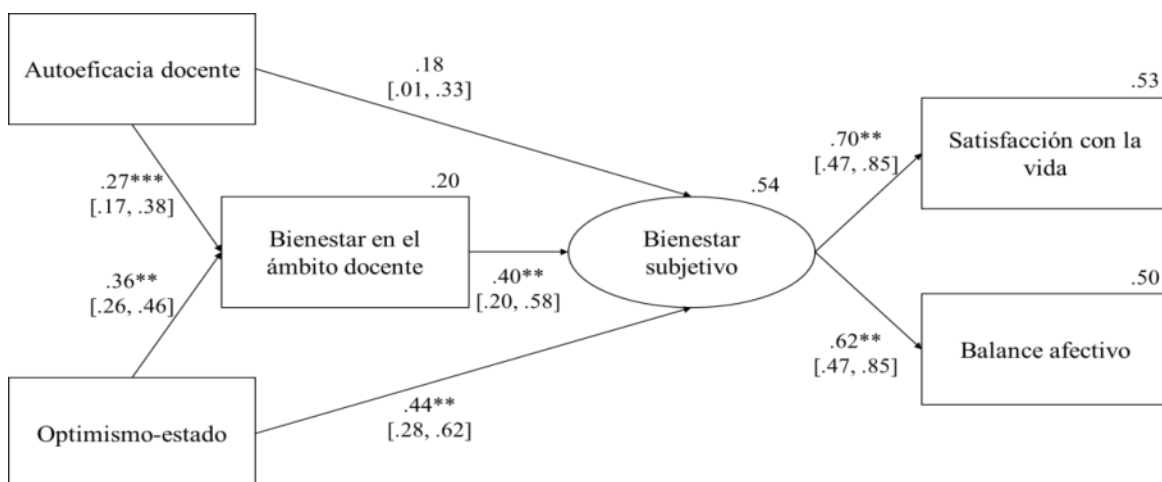 Autoeficacia docente
.18
[.01, .33]
.53
Satisfacción con la
vida
.70**
[.47, .85]
.27***
[.17, .38]
.20
Bienestar en el
ámbito docente
.54
Bienestar
subjetivo
.40**
[.20, .58]
.36**
[.26, .46]
.50
Balance afectivo
.62**
[.47, .85]
Optimismo-estado
.44**
[.28, .62]